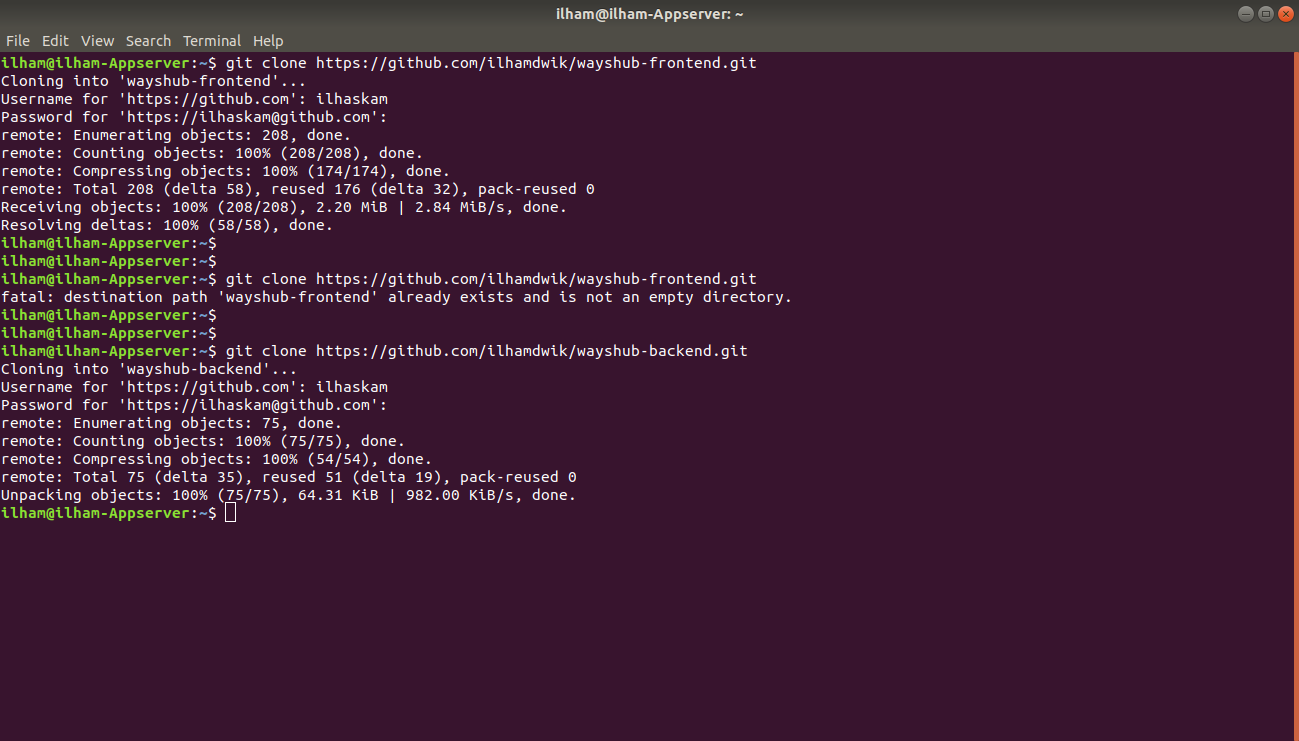 ilham@ilham-Appserver: ~
File Edit View Search Terminal Help
ilham@ilham-Appserver:~$ git clone https://github.com/ilhamdwik/wayshub-frontend.git
Cloning into 'wayshub-frontend'...
Username for 'https://github.com': ilhaskam
Password for 'https://ilhaskam@github.com':
remote: Enumerating objects: 208, done.
remote: Counting objects: 100% (208/208), done.
remote: Compressing objects: 100% (174/174), done.
remote: Total 208 (delta 58), reused 176 (delta 32), pack-reused 0
Receiving objects: 100% (208/208), 2.20 MiB | 2.84 MiB/s, done.
Resolving deltas: 100% (58/58), done.
ilham@ilham-Appserver:~$
ilham@ilham-Appserver:~$
ilham@ilham-Appserver:~$ git clone https://github.com/ilhamdwik/wayshub-frontend.git
fatal: destination path 'wayshub-frontend' already exists and is not an empty directory.
ilham@ilham-Appserver:~$
ilham@ilham-Appserver:~$
ilham@ilham-Appserver:~$ git clone https://github.com/ilhamdwik/wayshub-backend.git
Cloning into 'wayshub-backend'...
Username for 'https://github.com': ilhaskam
Password for 'https://ilhaskam@github.com':
remote: Enumerating objects: 75, done.
remote: Counting objects: 100% (75/75), done.
remote: Compressing objects: 100% (54/54), done.
remote: Total 75 (delta 35), reused 51 (delta 19), pack-reused 0
Unpacking objects: 100% (75/75), 64.31 KiB | 982.00 KiB/s, done.
ilham@ilham-Appserver:~$